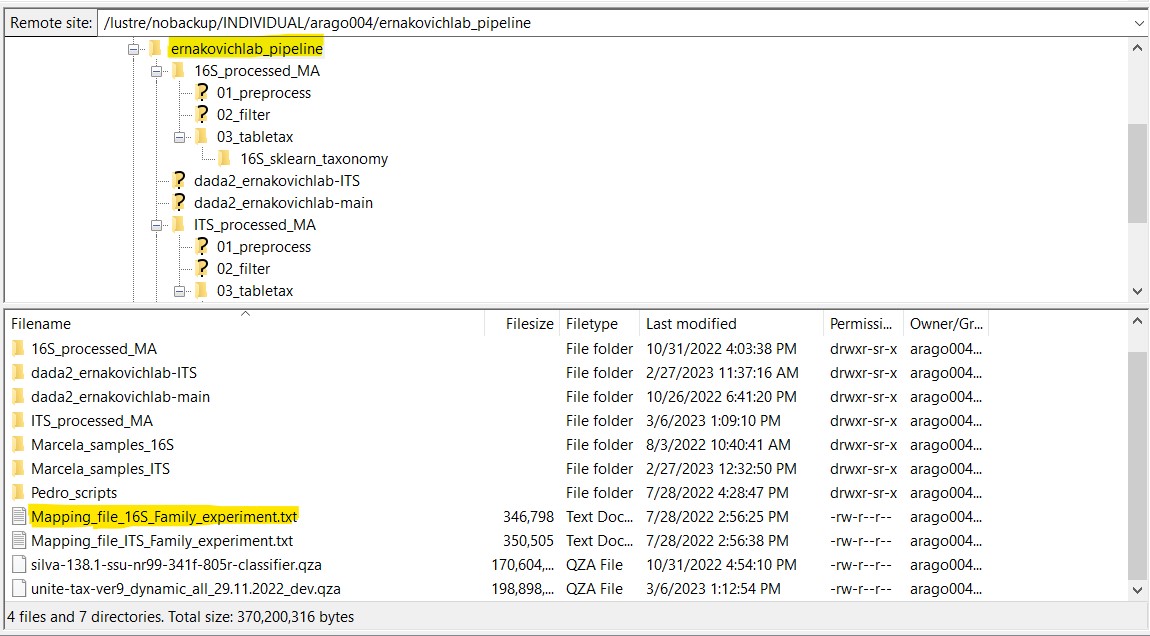 Remote site: /lustre/nobackup/INDIVIDUAL/arago004/ernakovichlab_pipeline
ernakovichlab_pipeline
16S_processed_MA
? 01_preprocess
? 02_filter
03_tabletax
16S_sklearn_taxonomy
? dada2_ernakovichlab-ITS
? dada2_ernakovichlab-main
ITS_processed_MA
? 01_preprocess
? 02_filter
03_tabletax
Filename Filesize Filetype Last modified Permissi... Owner/Gr...
16S_processed_MA File folder 10/31/2022 4:03:38 PM drwxr-sr-x arago004...
dada2_ernakovichlab-ITS File folder 2/27/2023 11:37:16 AM drwxr-sr-x arago004...
dada2_ernakovichlab-main File folder 10/26/2022 6:41:20 PM drwxr-sr-x arago004...
ITS_processed_MA File folder 3/6/2023 1:09:10 PM drwxr-sr-x arago004...
Marcela_samples_16S File folder 8/3/2022 10:40:41 AM drwxr-sr-x arago004...
Marcela_samples_ITS File folder 2/27/2023 12:32:50 PM drwxr-sr-x arago004...
Pedro_scripts File folder 7/28/2022 4:28:47 PM drwxr-sr-x arago004...
Mapping_file_16S_Family_experiment.txt 346,798 Text Doc... 7/28/2022 2:56:25 PM -rw-r--r-- arago004...
Mapping_file_ITS_Family_experiment.txt 350,505 Text Doc... 7/28/2022 2:56:38 PM -rw-r--r-- arago004...
silva-138.1-ssu-nr99-341f-805r-classifier.qza 170,604,... QZA File 10/31/2022 4:54:10 PM -rw-r--r-- arago004...
unite-tax-ver9_dynamic_all_29.11.2022_dev.qza 198,898,... QZA File 3/6/2023 1:12:54 PM -rw-r--r-- arago004...
4 files and 7 directories. Total size: 370,200,316 bytes